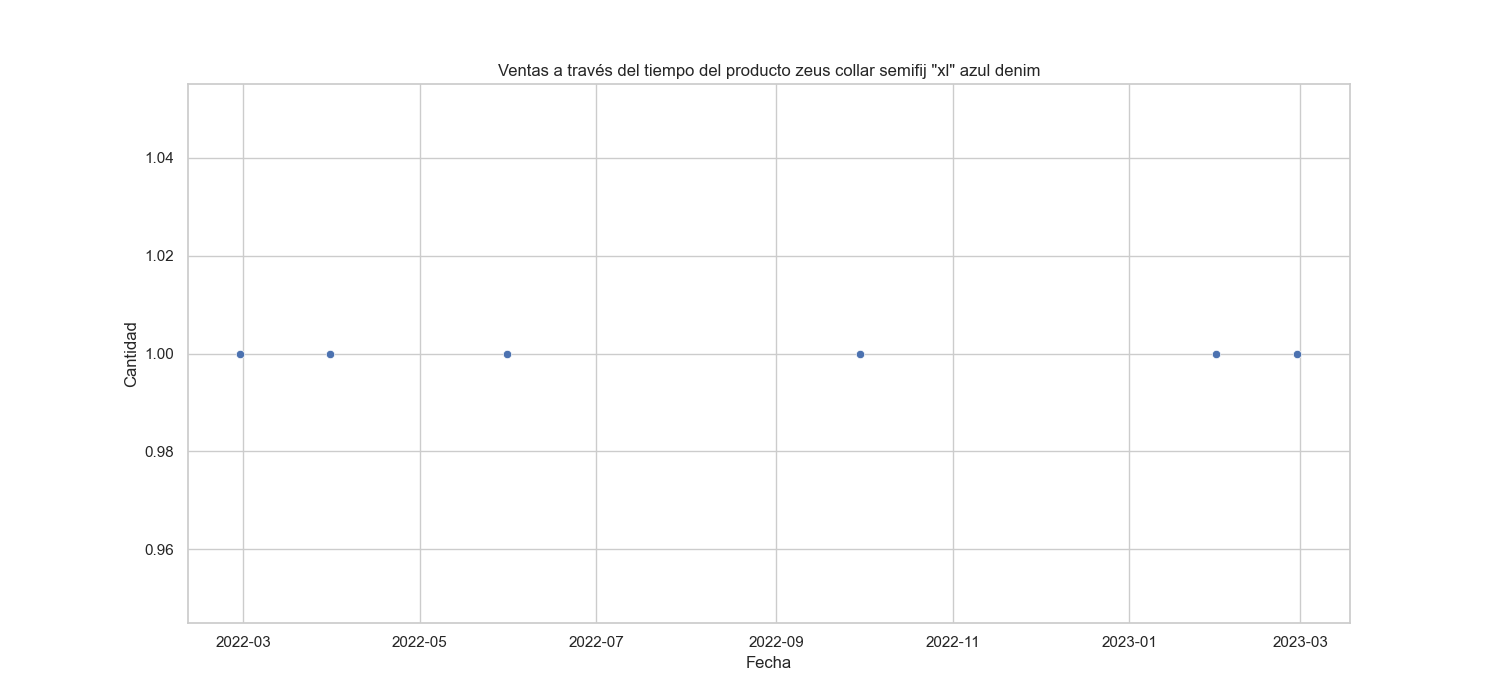 Ventas a través del tiempo del producto zeus collar semifij "xl" azul denim
1.04
1.02
1.00
0.98
0.96
Cantidad
2022-03 2022-05 2022-07 2022-09 2022-11 2023-01 2023-03
Fecha